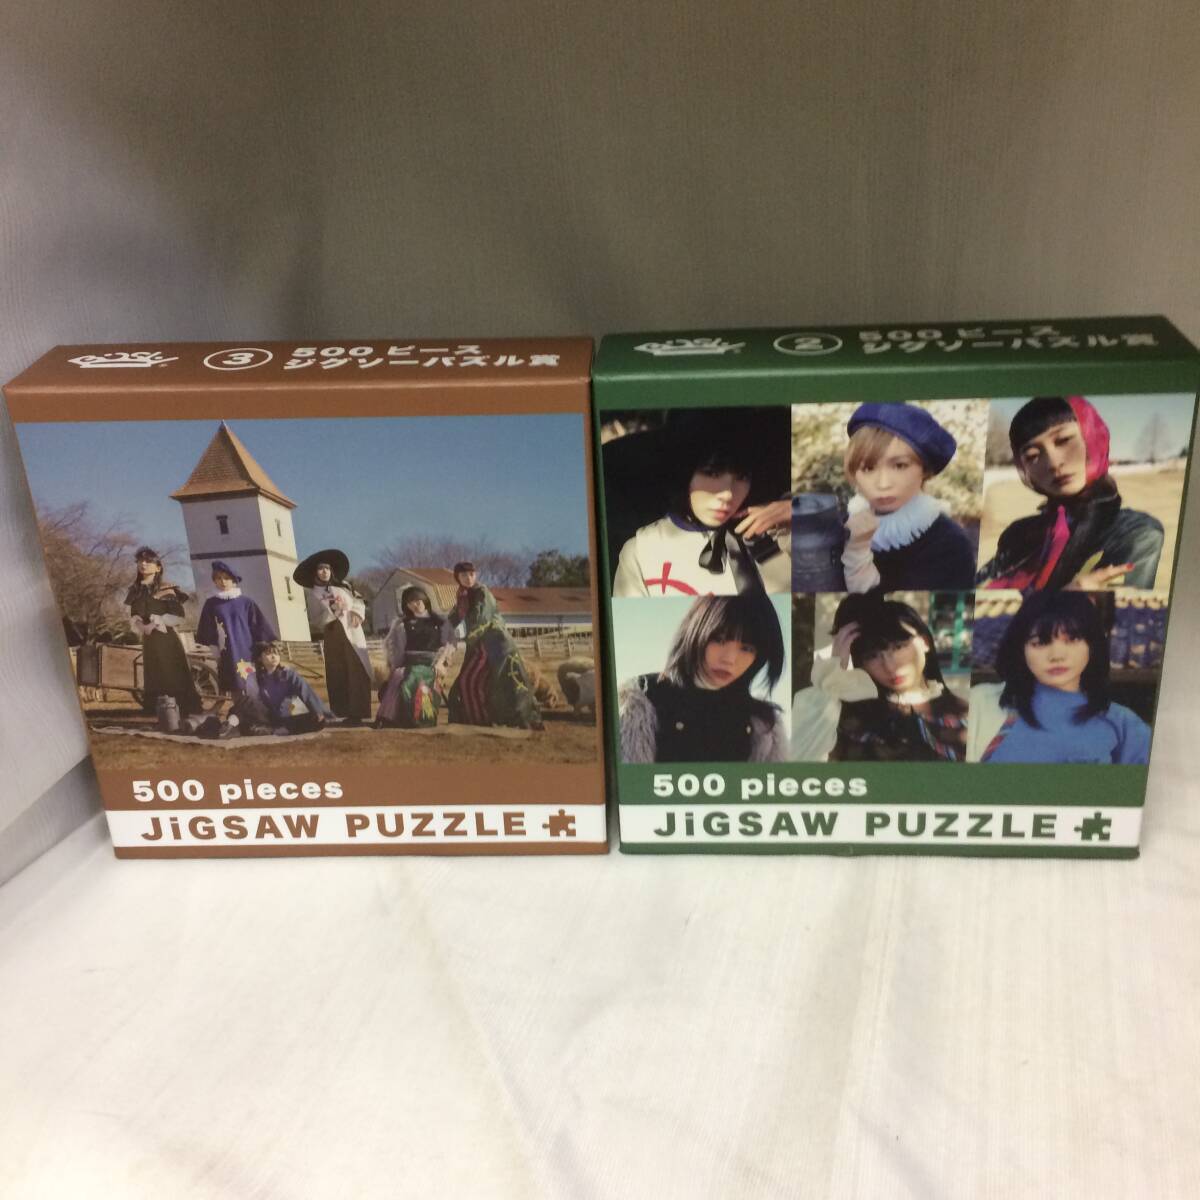 ③ 500ピース
ジグソーパズル賞
500 pieces
JiGSAW PUZZLE
② 500ピース
ジグソーパズル賞
500 pieces
JiGSAW PUZZLE